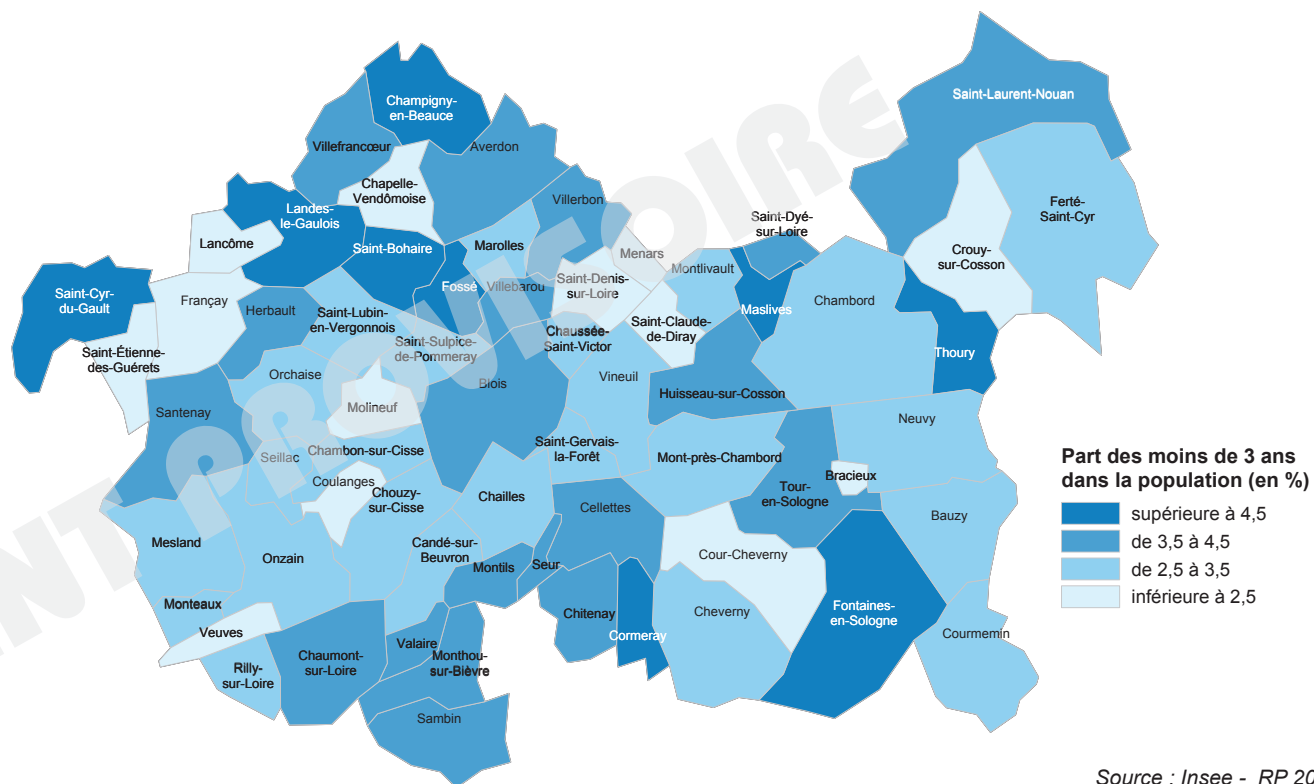 Champigny-
en-Beauce
Saint-Laurent-Nouan
Villefrancœur
Averdon
Chapelle-
Vendômoise
Villerbon
Ferté-
Saint-Cyr
Landes-
le-Gaulois
Saint-Dyé-
sur-Loire
Lancôme
Saint-Bohaire
Marolles
Menars
Crouy-
sur-Cosson
Montlivault
Saint-Cyr-
du-Gault
Françay
Fossé
Villebarou
Saint-Denis-
sur-Loire
Chambord
Herbault
Saint-Lubin-
en-Vergonnois
Maslives
Saint-Claude-
de-Diray
Chaussée-
Saint-Victor
Saint-Étienne-
des-Guérets
Saint-Sulpice-
de-Pommeray
Thoury
Orchaise
Blois
Vineuil
Huisseau-sur-Cosson
Molineuf
Santenay
Neuvy
Seillac
Chambon-sur-Cisse
Saint-Gervais-
la-Forêt
Mont-près-Chambord
Bracieux
Coulanges
Chouzy-
sur-Cisse
Chailles
Tour-
en-Sologne
Cellettes
Bauzy
Mesland
Onzain
Candé-sur-
Beuvron
Cour-Cheverny
Montils
Seur
Monteaux
Chitenay
Cheverny
Fontaines-
en-Sologne
Veuves
Cormeray
Courmemin
Valaire
Monthou-
sur-Bièvre
Chaumont-
sur-Loire
Rilly-
sur-Loire
Sambin
Part des moins de 3 ans
dans la population (en %)
supérieure à 4,5
de 3,5 à 4,5
de 2,5 à 3,5
inférieure à 2,5
Source : Insee - RP 20